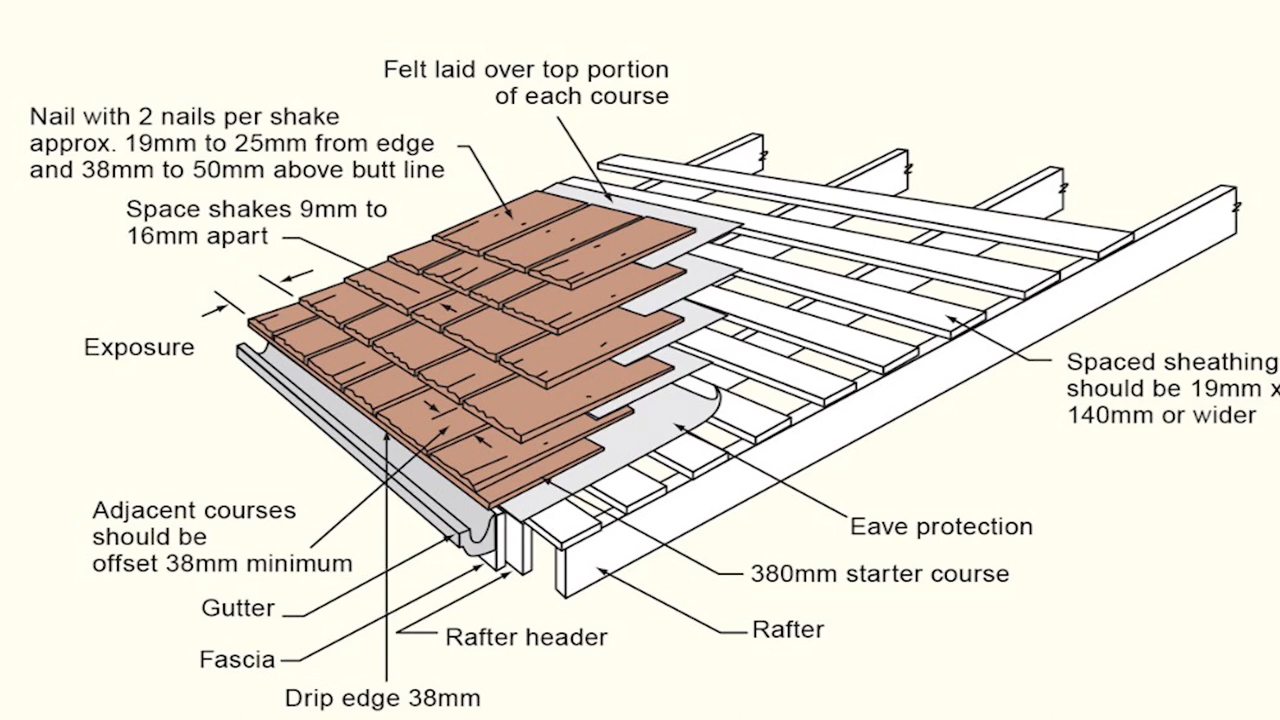 Felt laid over top portion
of each course
Nail with 2 nails per shake
approx. 19mm to 25mm from edge
and 38mm to 50mm above butt line
Space shakes 9mm to
16mm apart
Exposure
Spaced sheathing
should be 19mm x
140mm or wider
Adjacent courses
should be
offset 38mm minimum
Eave protection
380mm starter course
Gutter
Rafter
Rafter header
Fascia
Drip edge 38mm